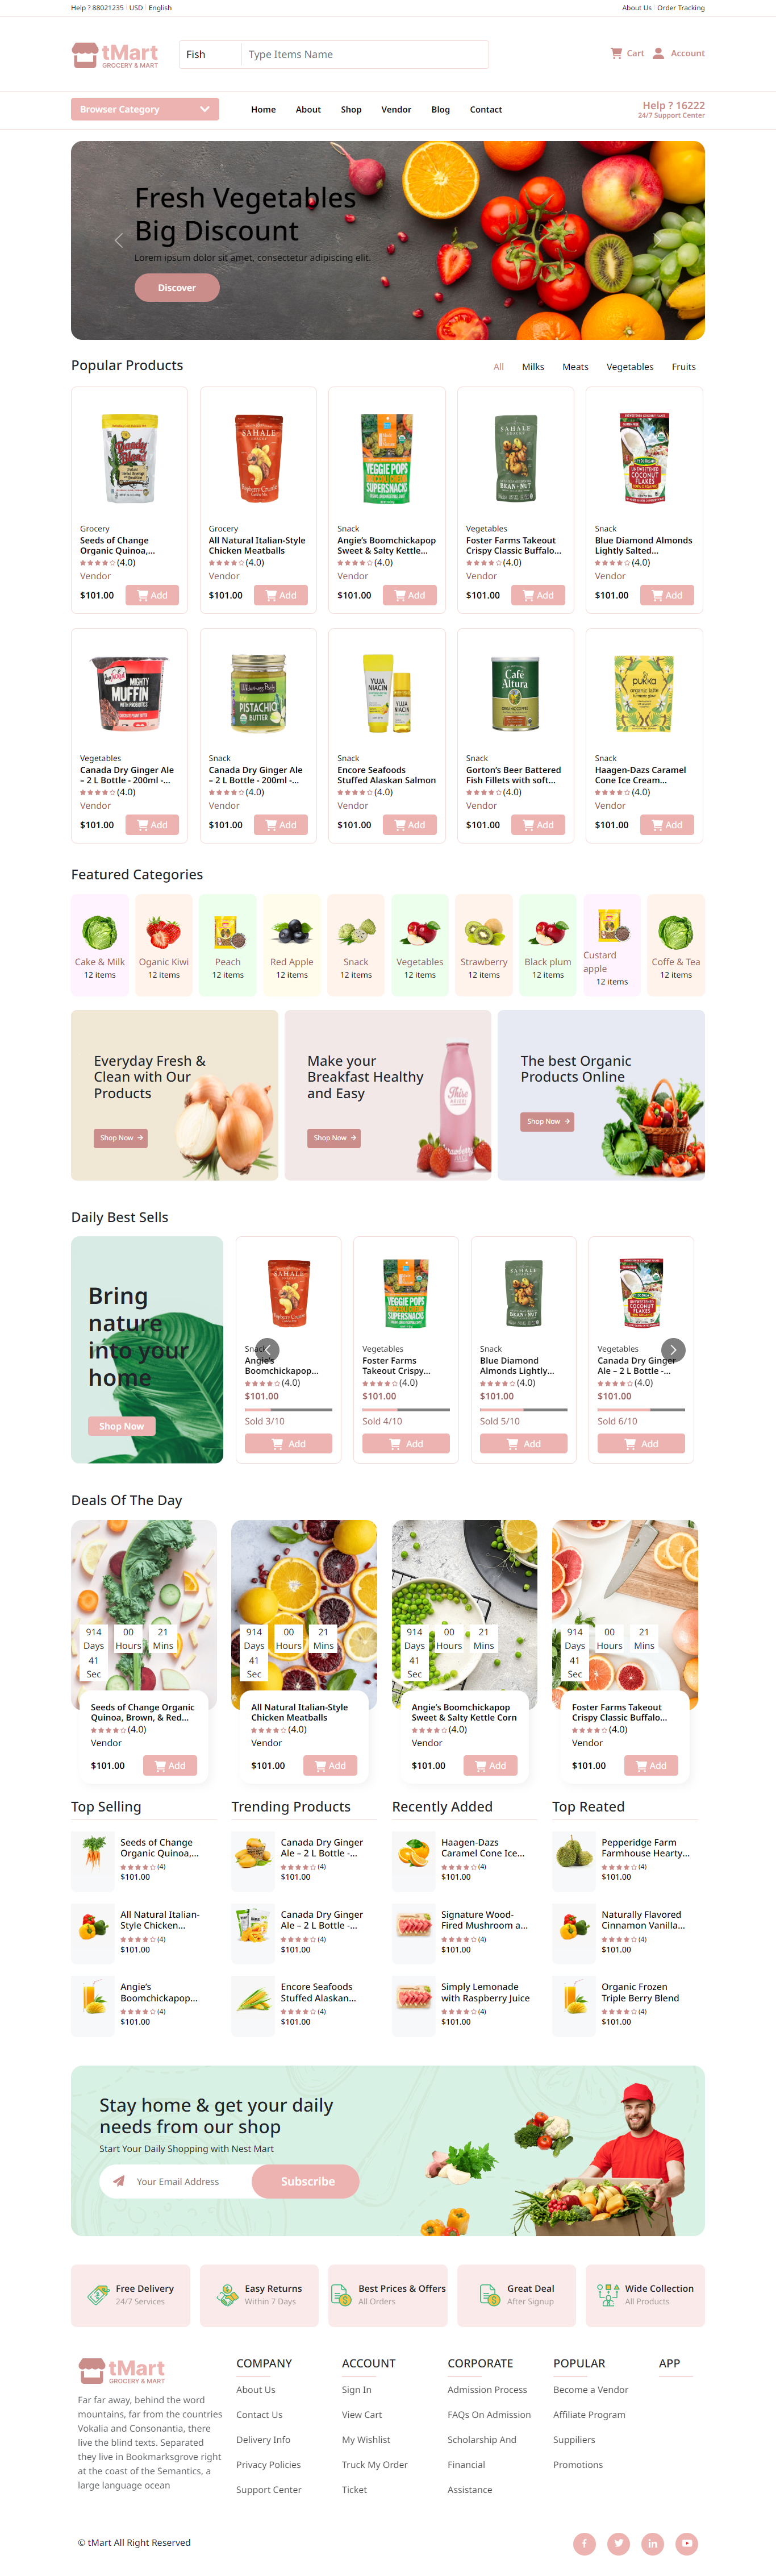 Help ? 88021235 USD English
About Us Order Tracking
tMart
GROCERY & MART
Fish
Type Items Name
Cart
Account
Browser Category
Home
About
Shop
Vendor
Blog
Contact
Help ? 16222
24/7 Support Center
Fresh Vegetables
Big Discount
Lorem ipsum dolor sit amet, consectetur adipiscing elit.
Discover
Popular Products
All
Milks
Meats
Vegetables
Fruits
Grocery
Seeds of Change
Organic Quinoa,...
(4.0)
Vendor
$101.00
Add
Grocery
All Natural Italian-Style
Chicken Meatballs
(4.0)
Vendor
$101.00
Add
VEGGIE POPS
SUPERSNACKS
Snack
Angie's Boomchickapop
Sweet & Salty Kettle...
(4.0)
Vendor
$101.00
Add
SAHALE
BEAN + NUT
Vegetables
Foster Farms Takeout
Crispy Classic Buffalo...
(4.0)
Vendor
$101.00
Add
UNSWEETENED
COCONUT
FLAKES
Snack
Blue Diamond Almonds
Lightly Salted...
(4.0)
Vendor
$101.00
Add
MIGHTY
MUFFIN
Vegetables
Canada Dry Ginger Ale
– 2 L Bottle - 200ml -...
(4.0)
Vendor
$101.00
Add
PISTACHIO
BUTTER
Snack
Canada Dry Ginger Ale
– 2 L Bottle - 200ml -...
(4.0)
Vendor
$101.00
Add
YUJA
NIACIN
YUJA
NIACIN
Snack
Encore Seafoods
Stuffed Alaskan Salmon
(4.0)
Vendor
$101.00
Add
Café
Altura
Snack
Gorton's Beer Battered
Fish Fillets with soft...
(4.0)
Vendor
$101.00
Add
pukka
Snack
Haagen-Dazs Caramel
Cone Ice Cream...
(4.0)
Vendor
$101.00
Add
Featured Categories
Cake & Milk
12 items
Oganic Kiwi
12 items
Peach
12 items
Red Apple
12 items
Snack
12 items
Vegetables
12 items
Strawberry
12 items
Black plum
12 items
Custard
apple
12 items
Coffe & Tea
12 items
Everyday Fresh &
Clean with Our
Products
Shop Now
Make your
Breakfast Healthy
and Easy
Shop Now
The best Organic
Products Online
Shop Now
Daily Best Sells
Bring
nature
into your
home
Shop Now
SAHALE
Snack
Angie's
Boomchickapop...
(4.0)
$101.00
Sold 3/10
Add
VEGGIE POPS
SUPERSNACKS
Vegetables
Foster Farms
Takeout Crispy...
(4.0)
$101.00
Sold 4/10
Add
SAHALE
BEAN + NUT
Snack
Blue Diamond
Almonds Lightly...
(4.0)
$101.00
Sold 5/10
Add
UNSWEETENED
COCONUT
FLAKES
Vegetables
Canada Dry Ginger
Ale – 2 L Bottle -...
(4.0)
$101.00
Sold 6/10
Add
Deals Of The Day
914 00 21
Days Hours Mins
41
Sec
Seeds of Change Organic
Quinoa, Brown, & Red...
(4.0)
Vendor
$101.00
Add
914 00 21
Days Hours Mins
41
Sec
All Natural Italian-Style
Chicken Meatballs
(4.0)
Vendor
$101.00
Add
914 00 21
Days Hours Mins
41
Sec
Angie's Boomchickapop
Sweet & Salty Kettle Corn
(4.0)
Vendor
$101.00
Add
914 00 21
Days Hours Mins
41
Sec
Foster Farms Takeout
Crispy Classic Buffalo...
(4.0)
Vendor
$101.00
Add
Top Selling
Seeds of Change
Organic Quinoa,...
(4)
$101.00
All Natural Italian-
Style Chicken...
(4)
$101.00
Angie's
Boomchickapop...
(4)
$101.00
Trending Products
Canada Dry Ginger
Ale – 2 L Bottle -...
(4)
$101.00
Canada Dry Ginger
Ale – 2 L Bottle -...
(4)
$101.00
Encore Seafoods
Stuffed Alaskan...
(4)
$101.00
Recently Added
Haagen-Dazs
Caramel Cone Ice...
(4)
$101.00
Signature Wood-
Fired Mushroom a...
(4)
$101.00
Simply Lemonade
with Raspberry Juice
(4)
$101.00
Top Reated
Pepperidge Farm
Farmhouse Hearty...
(4)
$101.00
Naturally Flavored
Cinnamon Vanilla...
(4)
$101.00
Organic Frozen
Triple Berry Blend
(4)
$101.00
Stay home & get your daily
needs from our shop
Start Your Daily Shopping with Nest Mart
Your Email Address
Subscribe
Free Delivery
24/7 Services
Easy Returns
Within 7 Days
Best Prices & Offers
All Orders
Great Deal
After Signup
Wide Collection
All Products
tMart
GROCERY & MART
Far far away, behind the word
mountains, far from the countries
Vokalia and Consonantia, there
live the blind texts. Separated
they live in Bookmarksgrove right
at the coast of the Semantics, a
large language ocean
COMPANY
About Us
Contact Us
Delivery Info
Privacy Policies
Support Center
ACCOUNT
Sign In
View Cart
My Wishlist
Truck My Order
Ticket
CORPORATE
Admission Process
FAQs On Admission
Scholarship And
Financial
Assistance
POPULAR
Become a Vendor
Affiliate Program
Suppiliers
Promotions
APP
© tMart All Right Reserved